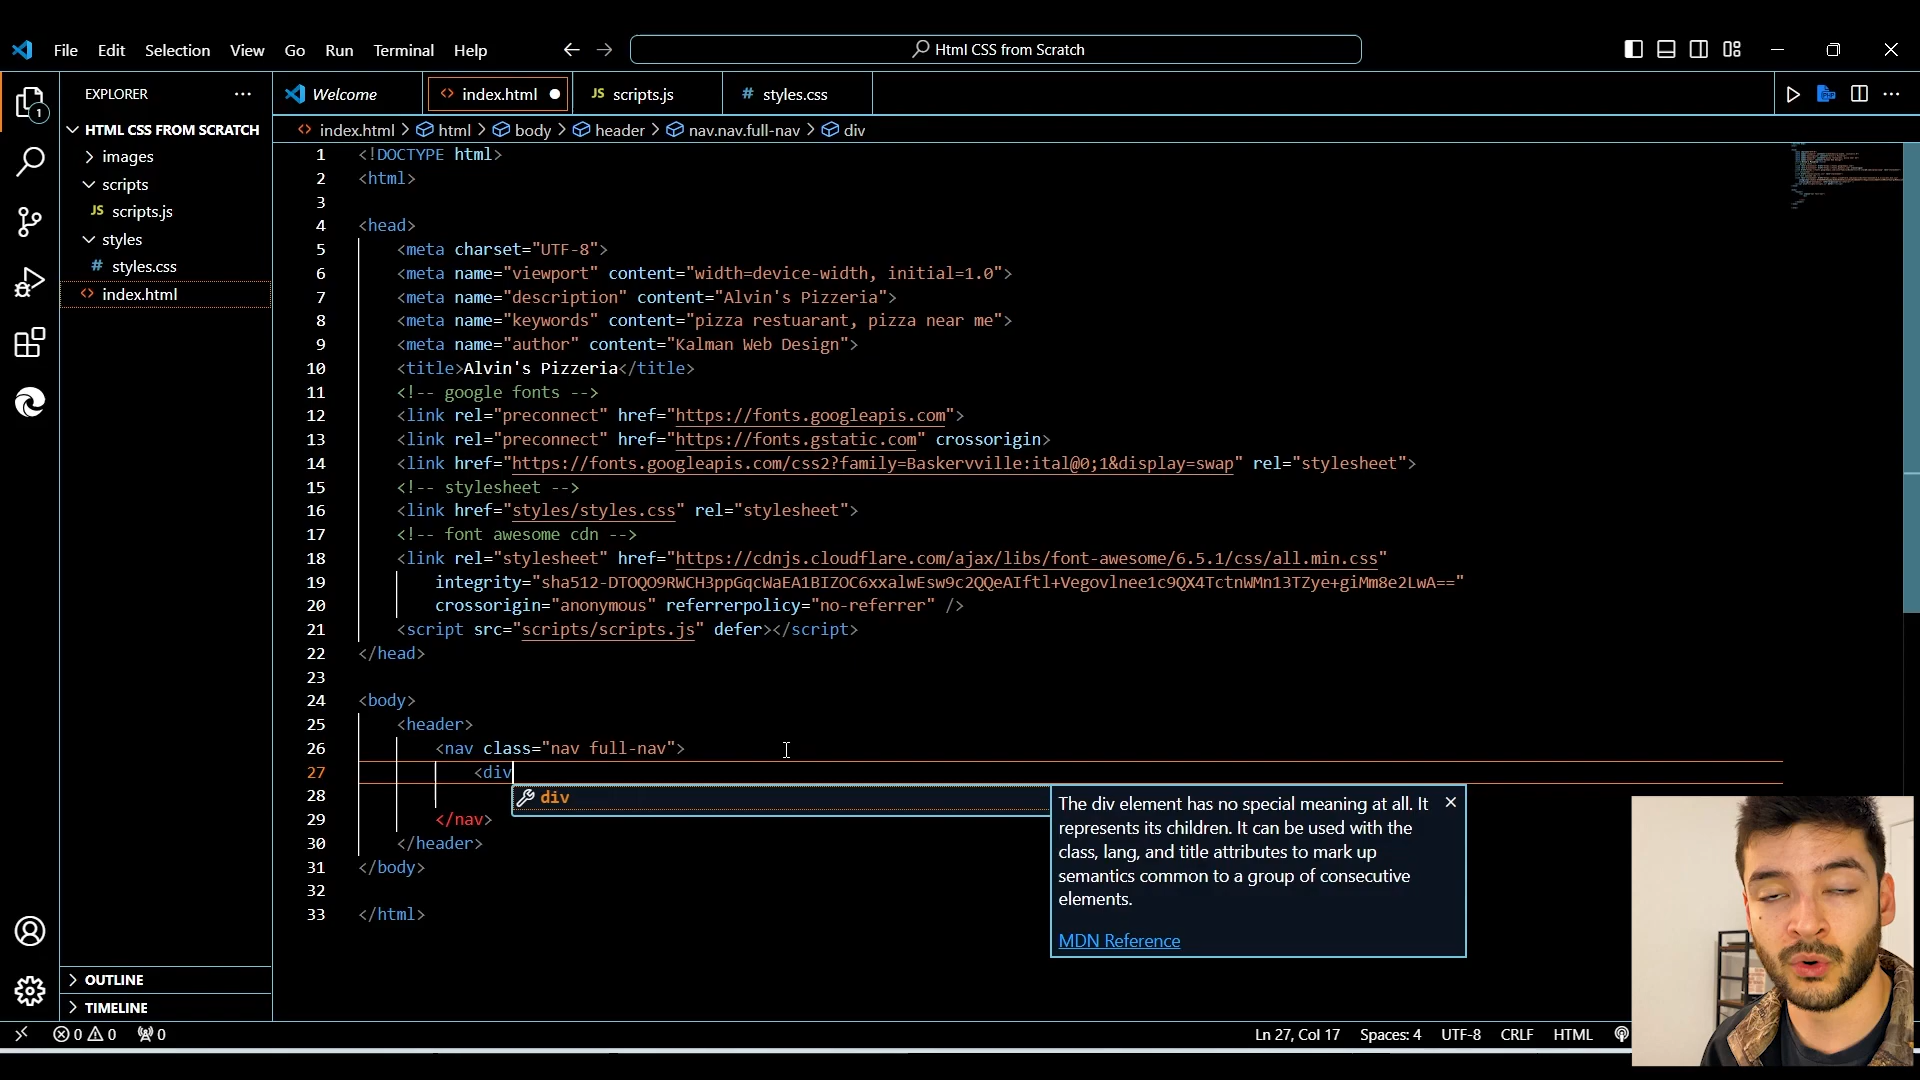 File Edit Selection View Go Run Terminal Help
Html CSS from Scratch
EXPLORER
Welcome
index.html
JS scripts.js
# styles.css
1
HTML CSS FROM SCRATCH
images
scripts
JS scripts.js
styles
# styles.css
<> index.html
<> index.html > html > body > header > nav.nav.full-nav > div
1 <!DOCTYPE html>
2 <html>
3
4 <head>
5 <meta charset="UTF-8">
6 <meta name="viewport" content="width=device-width, initial=1.0">
7 <meta name="description" content="Alvin's Pizzeria">
8 <meta name="keywords" content="pizza restuarant, pizza near me">
9 <meta name="author" content="Kalman Web Design">
10 <title>Alvin's Pizzeria</title>
11 <!-- google fonts -->
12 <link rel="preconnect" href="https://fonts.googleapis.com">
13 <link rel="preconnect" href="https://fonts.gstatic.com" crossorigin>
14 <link href="https://fonts.googleapis.com/css2?family=Baskervville:ital@0;1&display=swap" rel="stylesheet">
15 <!-- stylesheet -->
16 <link href="styles/styles.css" rel="stylesheet">
17 <!-- font awesome cdn -->
18 <link rel="stylesheet" href="https://cdnjs.cloudflare.com/ajax/libs/font-awesome/6.5.1/css/all.min.css"
19 integrity="sha512-DTOQO9RWCH3ppGqcWaEA1BIZOC6xxalwEsw9c2QQeAIftl+Vegovlnee1c9QX4TctnWMn13TZye+giMm8e2LwA=="
20 crossorigin="anonymous" referrerpolicy="no-referrer" />
21 <script src="scripts/scripts.js" defer></script>
22 </head>
23
24 <body>
25 <header>
26 <nav class="nav full-nav">
27 <div
28
29 </nav>
30 </header>
31 </body>
32
33 </html>
div
The div element has no special meaning at all. It
represents its children. It can be used with the
class, lang, and title attributes to mark up
semantics common to a group of consecutive
elements.
MDN Reference
OUTLINE
TIMELINE
0 0 0
Ln 27, Col 17 Spaces: 4 UTF-8 CRLF HTML